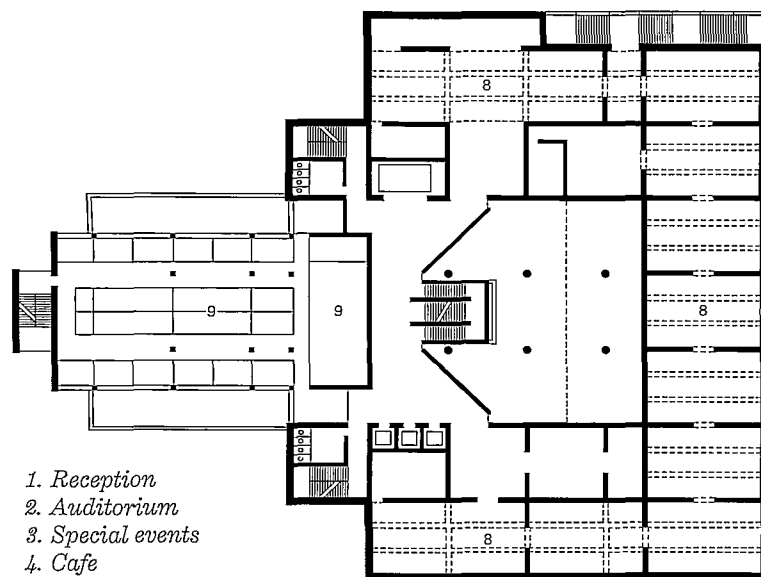 8
8
9
9
8
1. Reception
2. Auditorium
3. Special events
4. Cafe